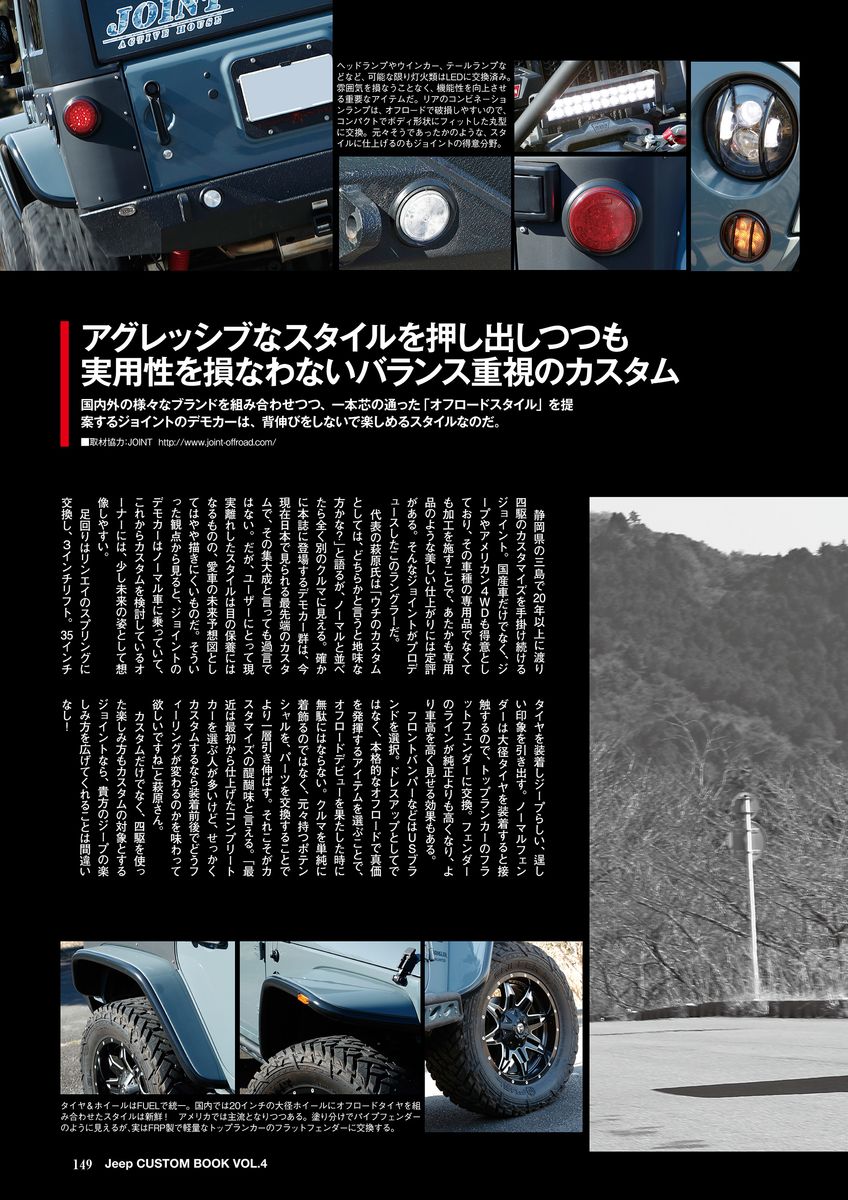 JOINT
ACTIVE HOUSE
ヘッドランプやウインカー、テールランプな
どなど、可能な限り灯火類はLEDに交換済み。
雰囲気を損なうことなく、機能性を向上させ
る重要なアイテムだ。リアのコンビネーショ
ンランプは、オフロードで破損しやすいので、
コンパクトでボディ形状にフィットした丸型
に交換。元々そうであったかのような、スタ
イルに仕上げるのもジョイントの得意分野。
アグレッシブなスタイルを押し出しつつも
実用性を損なわないバランス重視のカスタム
国内外の様々なブランドを組み合わせつつ、一本芯の通った「オフロードスタイル」を提
案するジョイントのデモカーは、背伸びをしないで楽しめるスタイルなのだ。
■取材協力:JOINT http://www.joint-offroad.com/
静岡県の三島で20年以上に渡り
四駆のカスタマイズを手掛け続ける
ジョイント。国産車だけでなく、ジ
ープやアメリカン4WDも得意とし
ており、その車種の専用品でなくて
も加工を施すことで、あたかも専用
品のような美しい仕上がりには定評
がある。そんなジョイントがプロデ
ュースしたこのラングラーだ。
代表の萩原氏は「ウチのカスタム
としては、どちらかと言うと地味な
方かな?」と語るが、ノーマルと並べ
たら全く別のクルマに見える。確か
に本誌に登場するデモカー群は、今
現在日本で見られる最先端のカスタ
ムで、その集大成と言っても過言で
はない。だが、ユーザーにとって現
実離れしたスタイルは目の保養には
なるものの、愛車の未来予想図とし
てはやや描きにくいものだ。そうい
った観点から見ると、ジョイントの
デモカーはノーマル車に乗っていて、
これからカスタムを検討しているオ
ーナーには、少し未来の姿として想
像しやすい。
足回りはリンエイのスプリングに
交換し、3インチリフト。35インチ
タイヤを装着しジープらしい、逞し
い印象を引き出す。ノーマルフェン
ダーは大径タイヤを装着すると接
触するので、トップランカーのフラ
ットフェンダーに交換。フェンダー
のラインが純正よりも高くなり、よ
り車高を高く見せる効果もある。
フロントバンパーなどはUSブラ
ンドを選択。ドレスアップとしてで
はなく、本格的なオフロードで真価
を発揮するアイテムを選ぶことで、
オフロードデビューを果たした時に
無駄にはならない。クルマを単純に
着飾るのではなく、元々持つポテン
シャルを、パーツを交換することで
より一層引き伸ばす。それこそがカ
スタマイズの醍醐味と言える。「最
近は最初から仕上げたコンプリート
カーを選ぶ人が多いけど、せっかく
カスタムするなら装着前後でどうフ
ィーリングが変わるのかを味わって
欲しいですね」と萩原さん。
カスタムだけでなく、四駆を使っ
た楽しみ方もカスタムの対象とする
ジョイントなら、貴方のジープの楽
しみ方を広げてくれることは間違い
なし!
タイヤ&ホイールはFUELで統一。国内では20インチの大径ホイールにオフロードタイヤを組
み合わせたスタイルは新鮮! アメリカでは主流となりつつある。塗り分けでパイプフェンダー
のように見えるが、実はFRP製で軽量なトップランカーのフラットフェンダーに交換する。
149 Jeep CUSTOM BOOK VOL.4